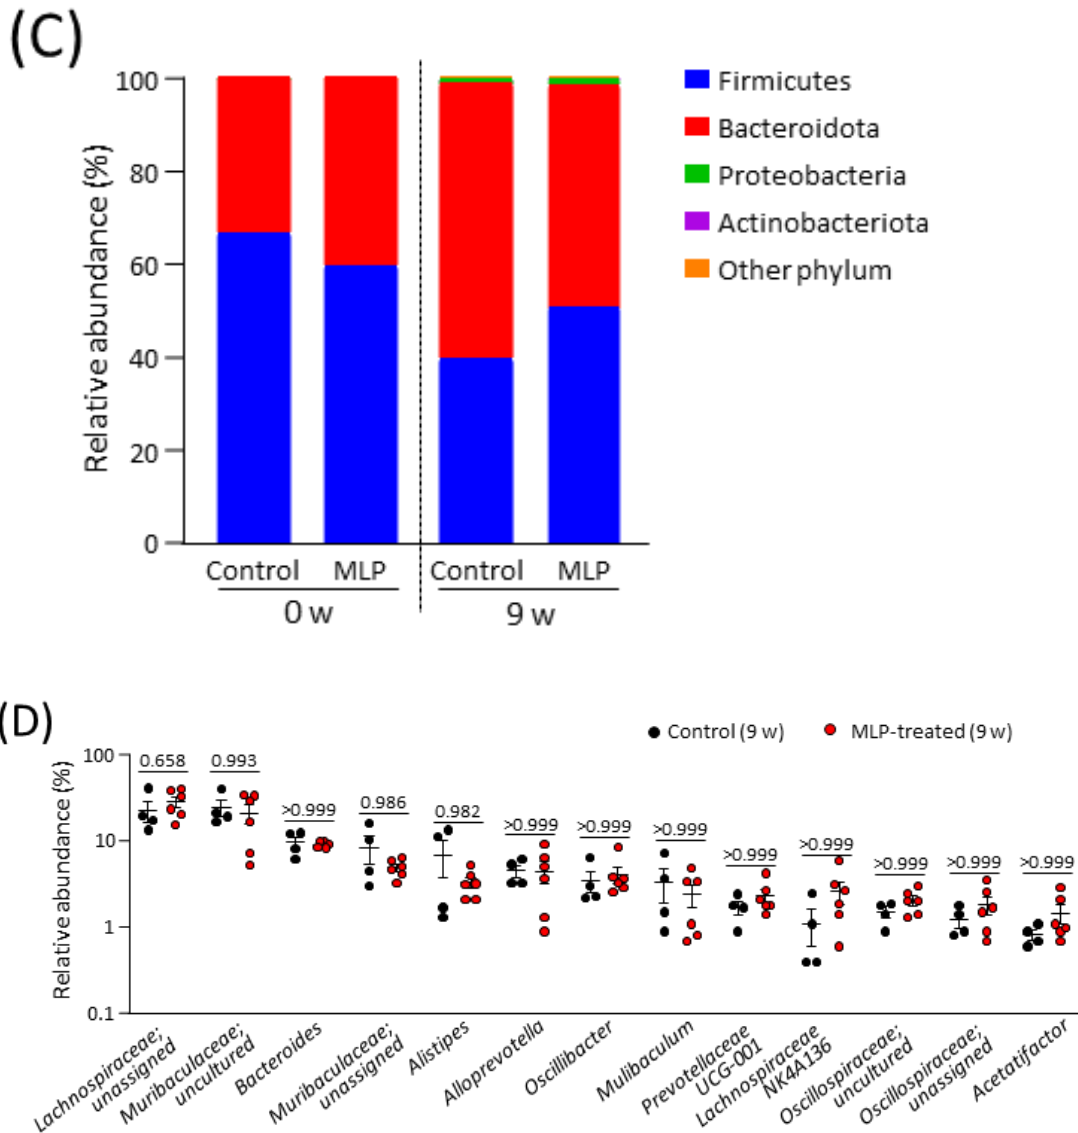 (C)
Relative abundance (%)
100
80
60
40
20
0
Control MLP Control MLP
0 w 9 w
Firmicutes
Bacteroidota
Proteobacteria
Actinobacteriota
Other phylum
(D)
Control (9 w) MLP-treated (9 w)
Relative abundance (%)
100
10
1
0.1
0.658 0.993 >0.999 0.986 0.982 >0.999 >0.999 >0.999 >0.999 >0.999 >0.999 >0.999 >0.999
Lachnospiraceae;
unassigned
Muribaculaceae;
uncultured
Bacteroides
Muribaculaceae;
unassigned
Alistipes
Alloprevotella
Oscillibacter
Mulibaculum
Prevotellaceae
UCG-001
Lachnospiraceae
NK4A136
Oscillospiraceae;
uncultured
Oscillospiraceae;
unassigned
Acetatifactor